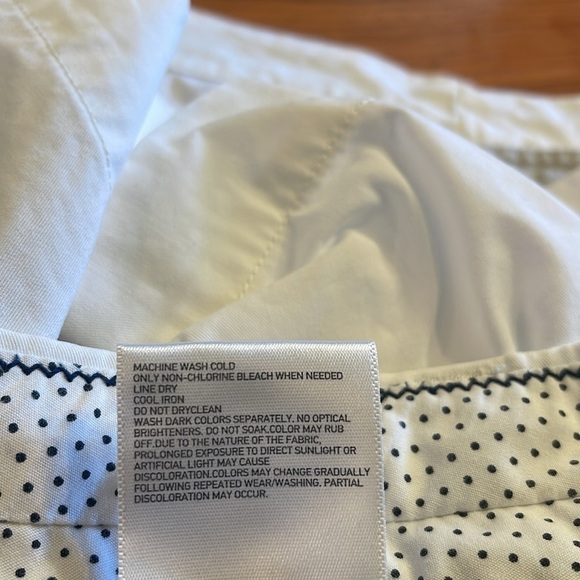 MACHINE WASH COLD
ONLY NON-CHLORINE BLEACH WHEN NEEDED
LINE DRY
COOL IRON
DO NOT DRYCLEAN
WASH DARK COLORS SEPARATELY. NO OPTICAL
BRIGHTENERS. DO NOT SOAK.COLOR MAY RUB
OFF.DUE TO THE NATURE OF THE FABRIC,
PROLONGED EXPOSURE TO DIRECT SUNLIGHT OR
ARTIFICIAL LIGHT MAY CAUSE
DISCOLORATION.COLORS MAY CHANGE GRADUALLY
FOLLOWING REPEATED WEAR/WASHING. PARTIAL
DISCOLORATION MAY OCCUR.